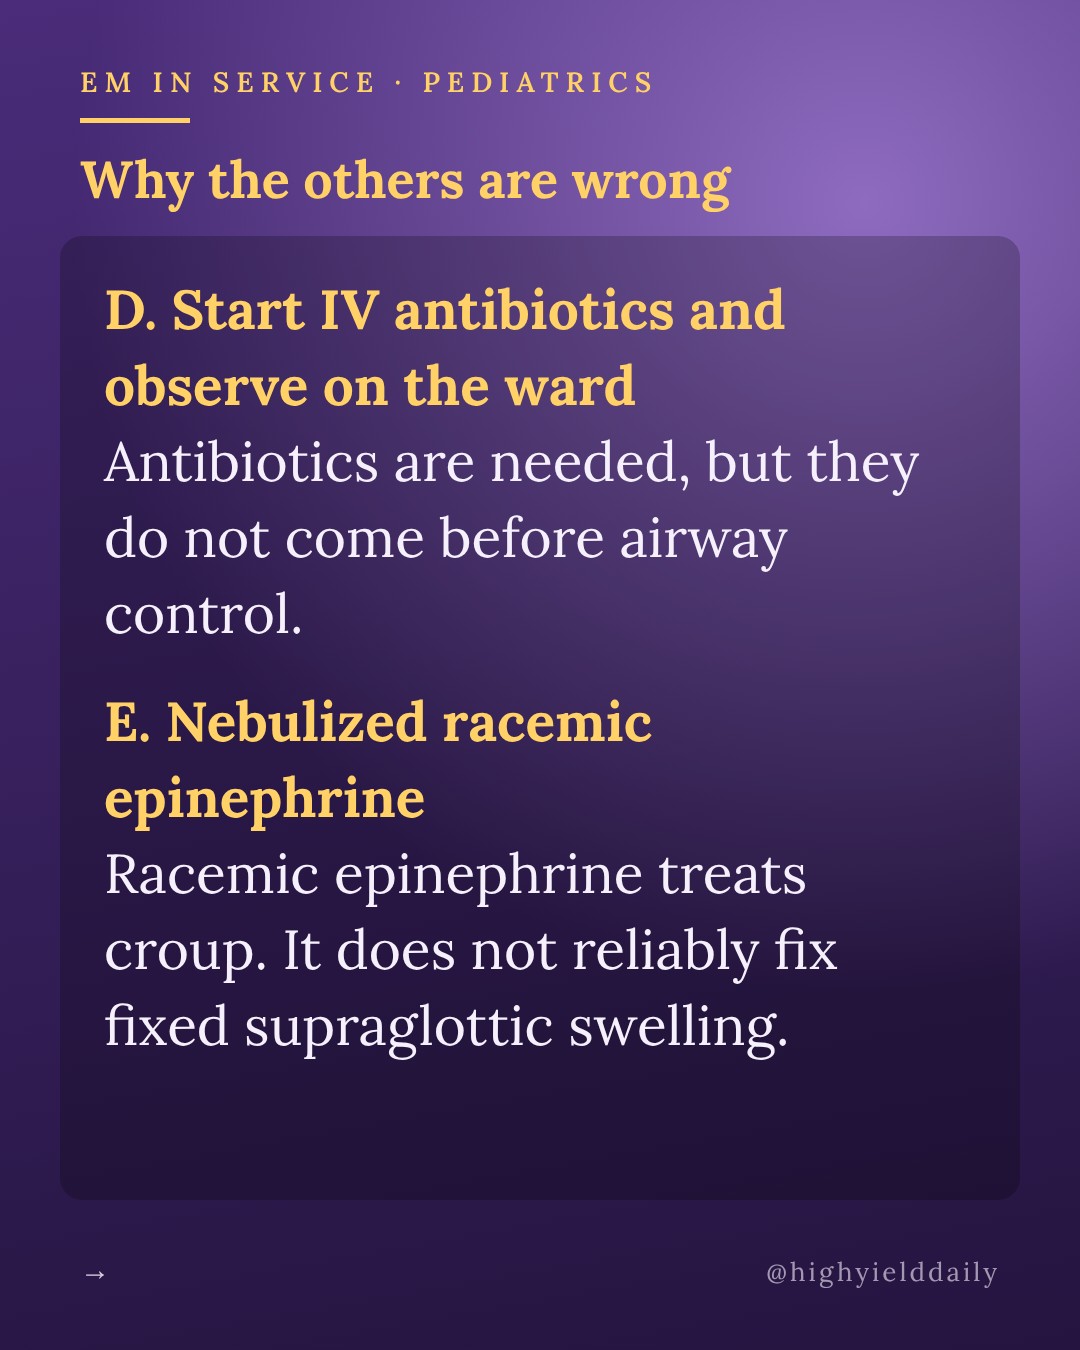 EM IN SERVICE · PEDIATRICS
Why the others are wrong
D. Start IV antibiotics and
observe on the ward
Antibiotics are needed, but they
do not come before airway
control.
E. Nebulized racemic
epinephrine
Racemic epinephrine treats
croup. It does not reliably fix
fixed supraglottic swelling.
→
@highyielddaily